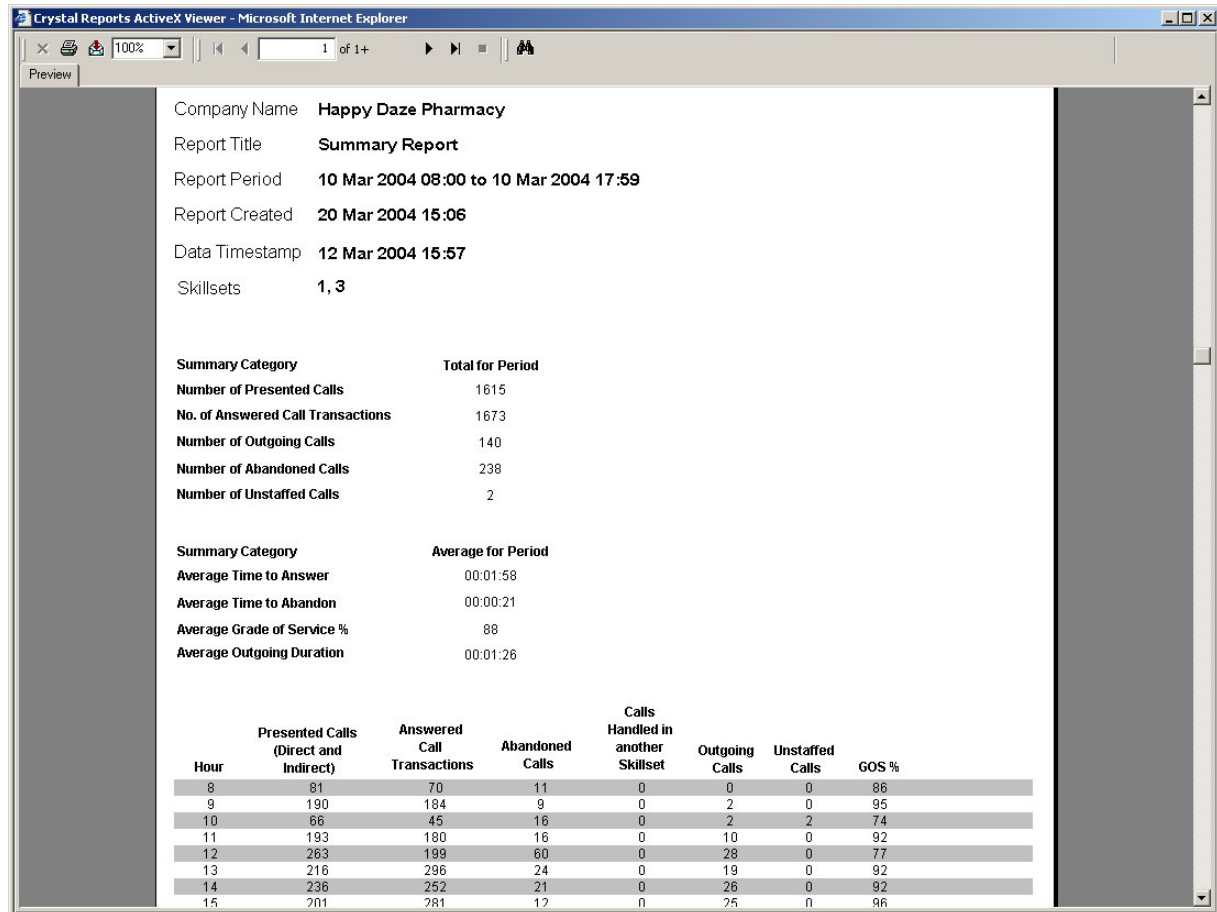 Crystal Reports ActiveX Viewer - Microsoft Internet Explorer
100% 1 of 1+
Preview
Company Name Happy Daze Pharmacy
Report Title Summary Report
Report Period 10 Mar 2004 08:00 to 10 Mar 2004 17:59
Report Created 20 Mar 2004 15:06
Data Timestamp 12 Mar 2004 15:57
Skillsets 1, 3
Summary Category Total for Period
Number of Presented Calls 1615
No. of Answered Call Transactions 1673
Number of Outgoing Calls 140
Number of Abandoned Calls 238
Number of Unstaffed Calls 2
Summary Category Average for Period
Average Time to Answer 00:01:58
Average Time to Abandon 00:00:21
Average Grade of Service % 88
Average Outgoing Duration 00:01:26
Hour Presented Calls (Direct and Indirect) Answered Call Transactions Abandoned Calls Calls Handled in another Skillset Outgoing Calls Unstaffed Calls GOS %
8 81 70 11 0 0 0 86
9 190 184 9 0 2 0 95
10 66 45 16 0 2 2 74
11 193 180 16 0 10 0 92
12 263 199 60 0 28 0 77
13 216 296 24 0 19 0 92
14 236 252 21 0 26 0 92
15 201 281 12 0 25 0 96